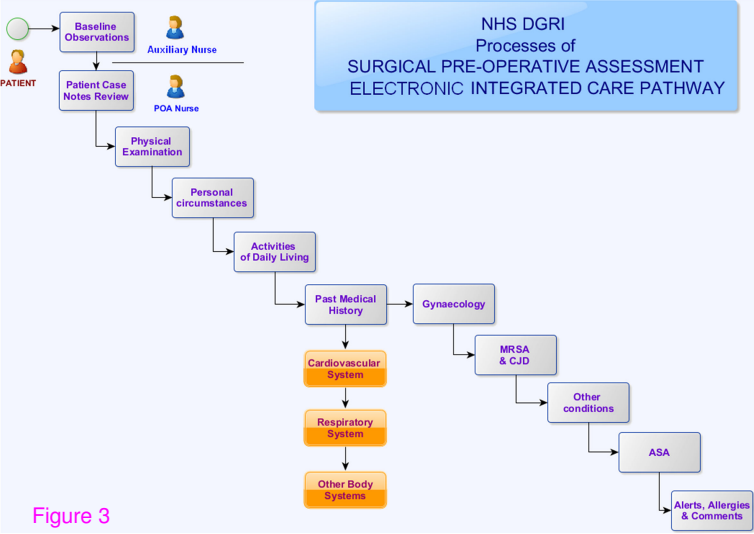 NHS DGRI
Processes of
SURGICAL PRE-OPERATIVE ASSESSMENT
ELECTRONIC INTEGRATED CARE PATHWAY
Baseline
Observations
Auxiliary Nurse
PATIENT
Patient Case
Notes Review
POA Nurse
Physical
Examination
Personal
circumstances
Activities
of Daily Living
Past Medical
History
Gynaecology
Cardiovascular
System
MRSA
& CJD
Respiratory
System
Other
conditions
Other Body
Systems
ASA
Alerts, Allergies
& Comments
Figure 3